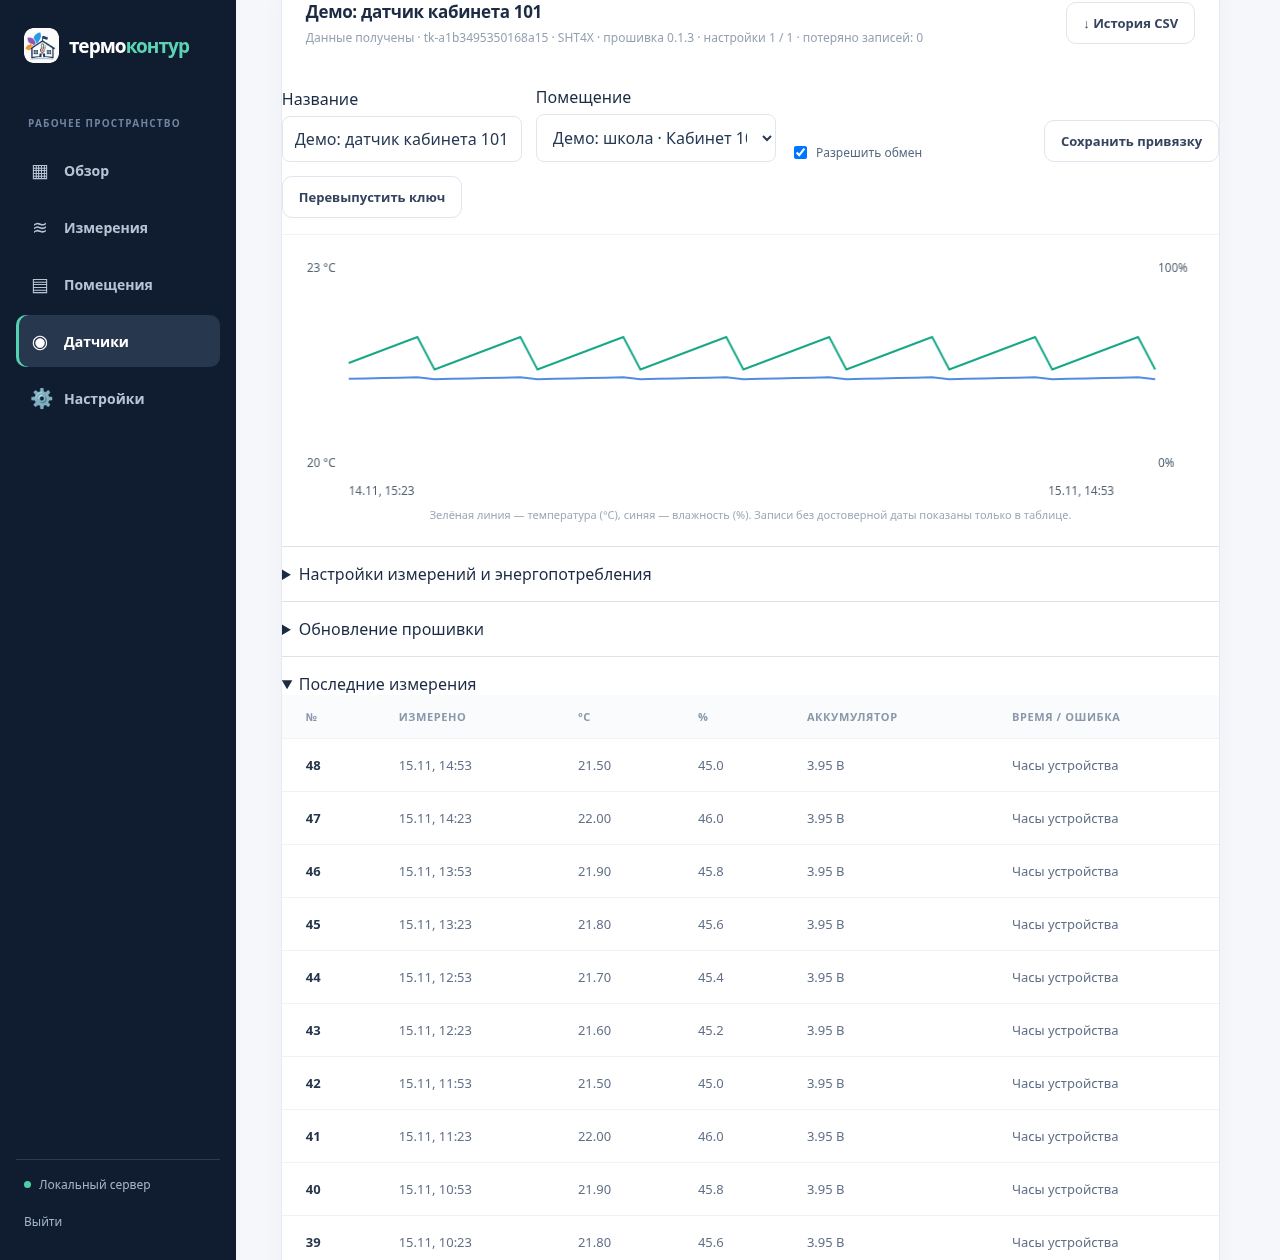 термоконтур
РАБОЧЕЕ ПРОСТРАНСТВО
Обзор
Измерения
Помещения
Датчики
Настройки
Локальный сервер
Выйти
Демо: датчик кабинета 101
Данные получены · tk-a1b3495350168a15 · SHT4X · прошивка 0.1.3 · настройки 1 / 1 · потеряно записей: 0
↓ История CSV
Название
Демо: датчик кабинета 101
Помещение
Демо: школа · Кабинет 10
Разрешить обмен
Сохранить привязку
Перевыпустить ключ
23 °C 100%
20 °C 0%
14.11, 15:23 15.11, 14:53
Зелёная линия — температура (°C), синяя — влажность (%). Записи без достоверной даты показаны только в таблице.
Настройки измерений и энергопотребления
Обновление прошивки
Последние измерения
№ ИЗМЕРЕНО °C % АККУМУЛЯТОР ВРЕМЯ / ОШИБКА
48 15.11, 14:53 21.50 45.0 3.95 В Часы устройства
47 15.11, 14:23 22.00 46.0 3.95 В Часы устройства
46 15.11, 13:53 21.90 45.8 3.95 В Часы устройства
45 15.11, 13:23 21.80 45.6 3.95 В Часы устройства
44 15.11, 12:53 21.70 45.4 3.95 В Часы устройства
43 15.11, 12:23 21.60 45.2 3.95 В Часы устройства
42 15.11, 11:53 21.50 45.0 3.95 В Часы устройства
41 15.11, 11:23 22.00 46.0 3.95 В Часы устройства
40 15.11, 10:53 21.90 45.8 3.95 В Часы устройства
39 15.11, 10:23 21.80 45.6 3.95 В Часы устройства